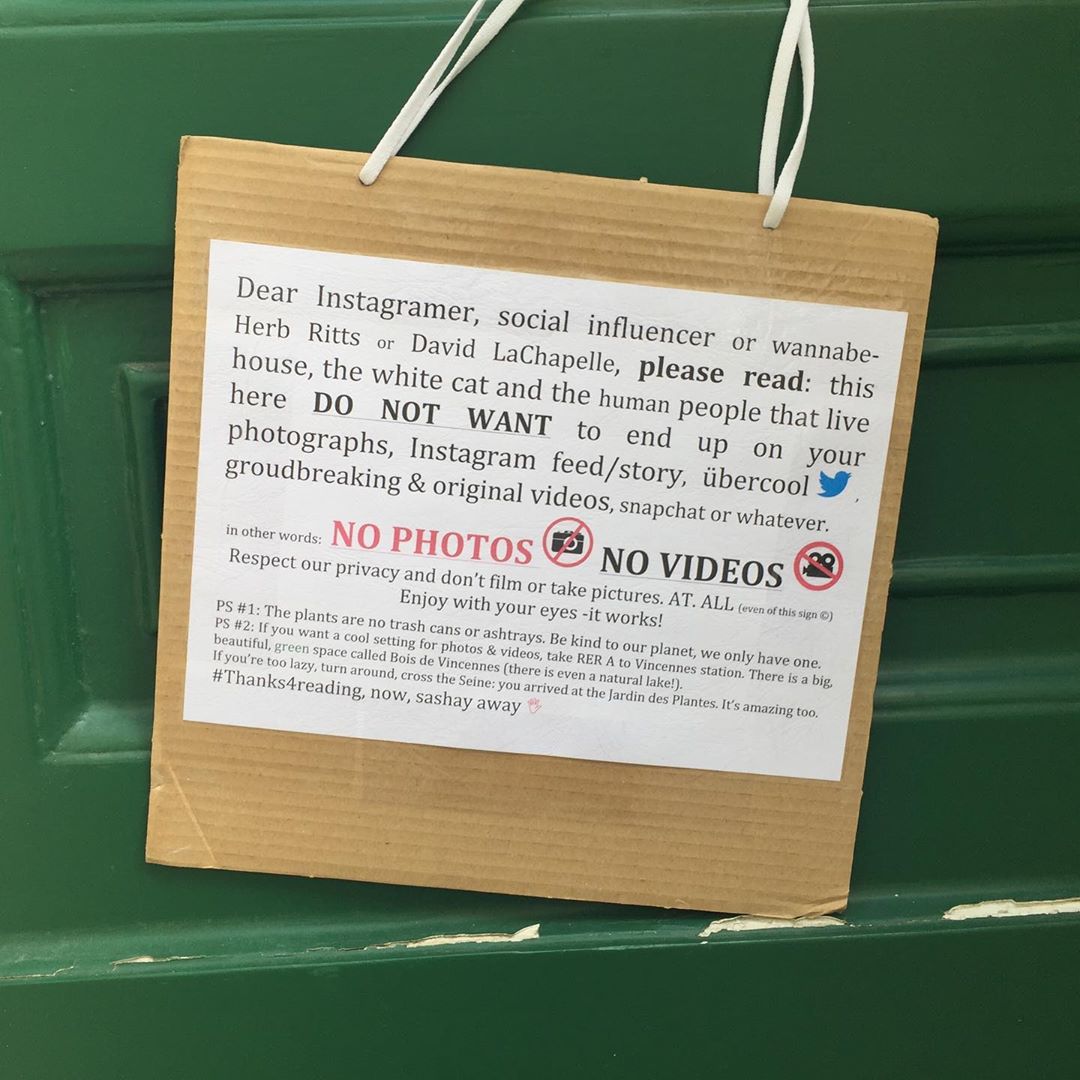 Dear Instagramer, social influencer or wannabe-
Herb Ritts or David LaChapelle, please read: this
house, the white cat and the human people that live
here DO NOT WANT to end up on your
photographs, Instagram feed/story, übercool ,
groudbreaking & original videos, snapchat or whatever.
in other words: NO PHOTOS NO VIDEOS
Respect our privacy and don't film or take pictures. AT. ALL (even of this sign ©)
Enjoy with your eyes -it works!
PS #1: The plants are no trash cans or ashtrays. Be kind to our planet, we only have one.
PS #2: If you want a cool setting for photos & videos, take RER A to Vincennes station. There is a big,
beautiful, green space called Bois de Vincennes (there is even a natural lake!).
If you're too lazy, turn around, cross the Seine: you arrived at the Jardin des Plantes. It's amazing too.
#Thanks4reading, now, sashay away